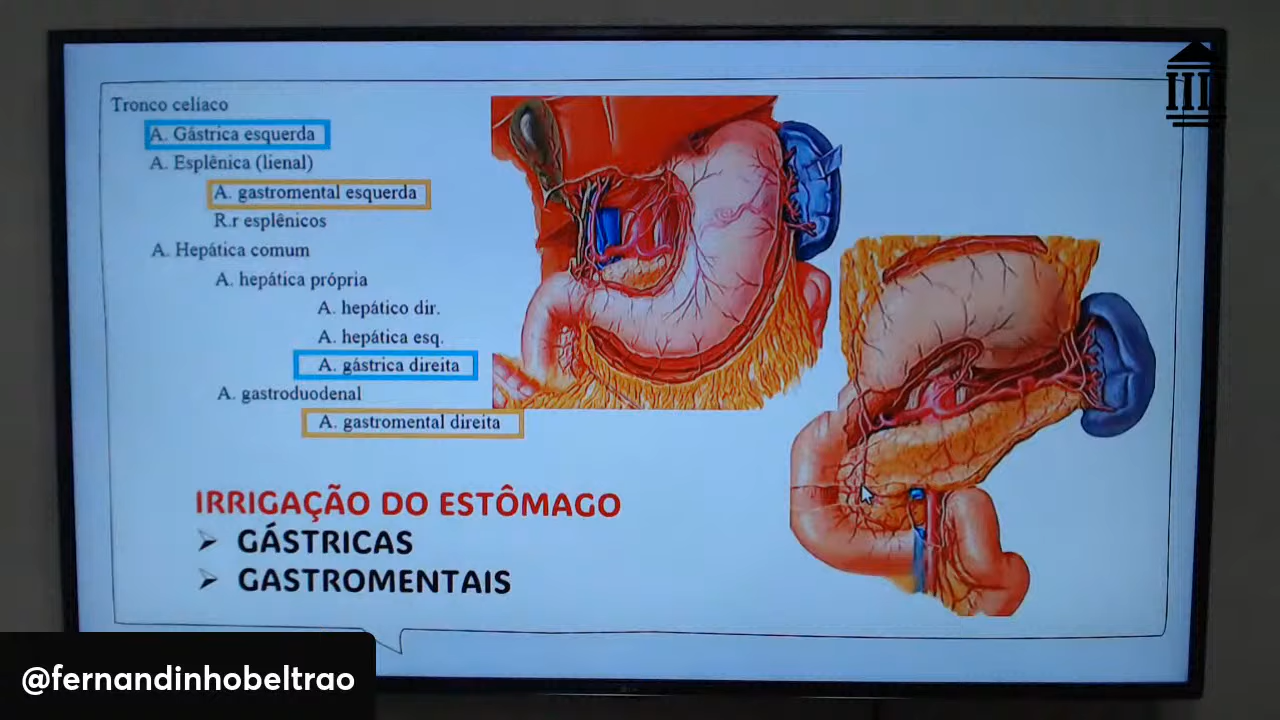 Tronco celíaco
A. Gástrica esquerda
A. Esplênica (lienal)
A. gastromental esquerda
R.r esplênicos
A. Hepática comum
A. hepática própria
A. hepático dir.
A. hepática esq.
A. gástrica direita
A. gastroduodenal
A. gastromental direita
IRRIGAÇÃO DO ESTÔMAGO
➢ GÁSTRICAS
➢ GASTROMENTAIS
@fernandinhobeltrao